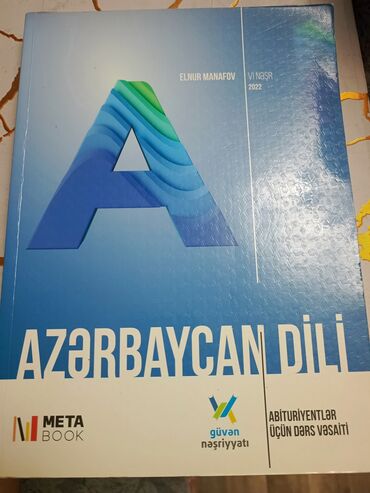 ELNUR MANAFOV
VI NƏŞR
2022
A
AZƏRBAYCAN DİLİ
META
BOOK
güvən
nəşriyyatı
ABİTURİYENTLƏR
ÜÇÜN DƏRS VƏSAİTİ